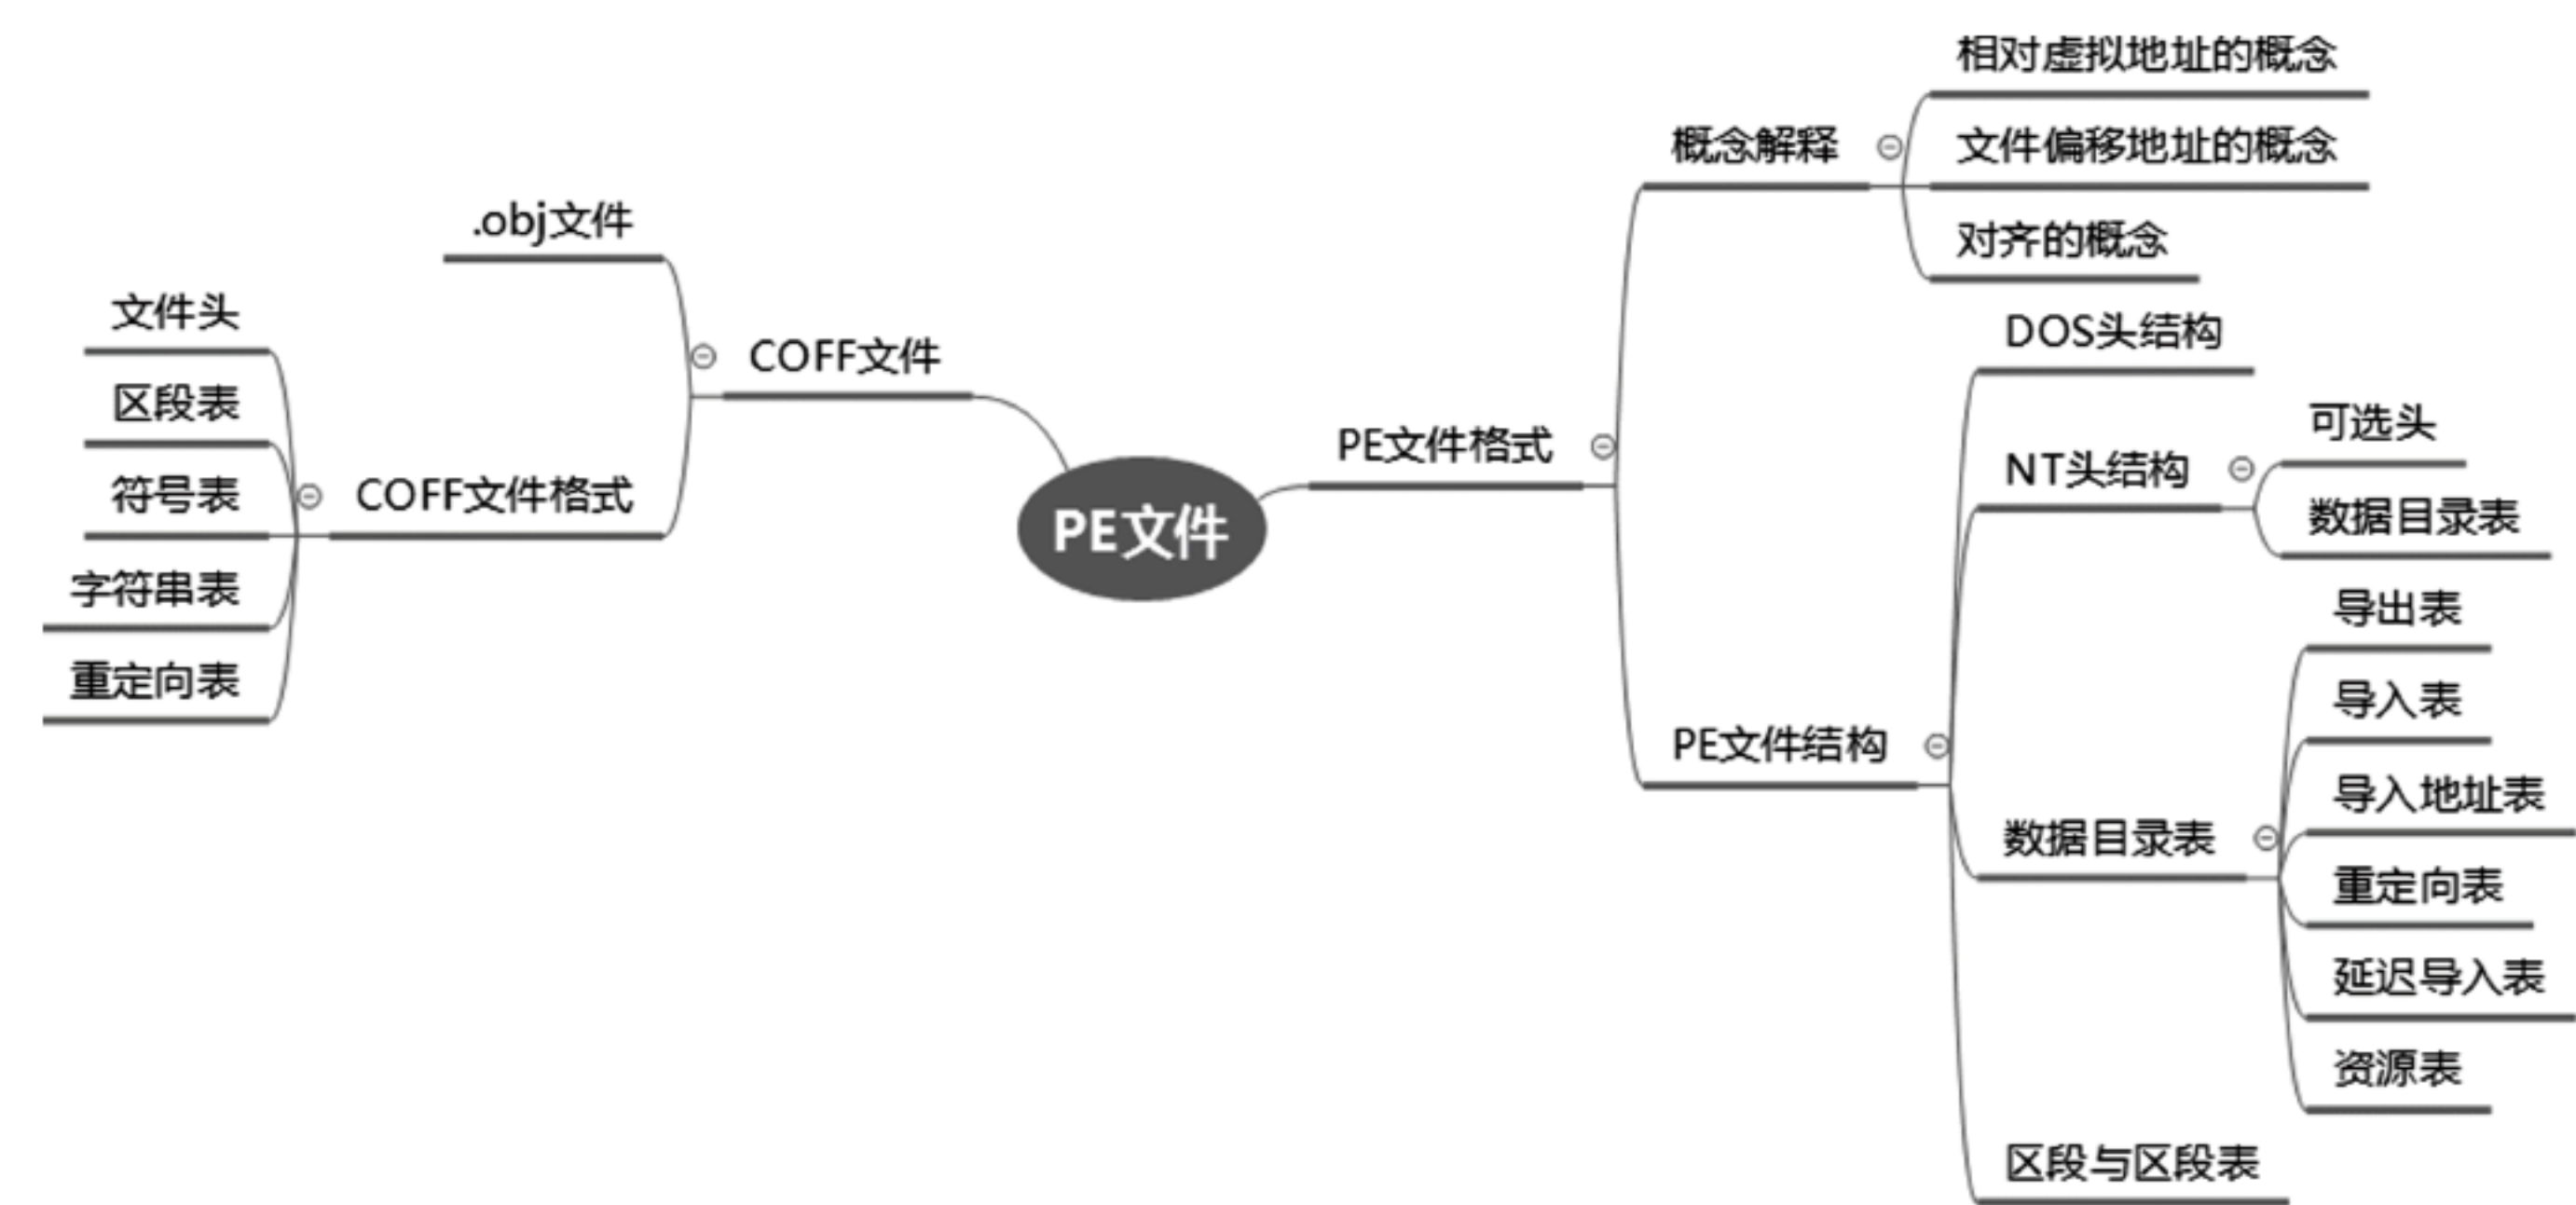 PE文件
COFF文件
.obj文件
COFF文件格式
文件头
区段表
符号表
字符串表
重定向表
PE文件格式
概念解释
相对虚拟地址的概念
文件偏移地址的概念
对齐的概念
PE文件结构
DOS头结构
NT头结构
可选头
数据目录表
数据目录表
导出表
导入表
导入地址表
重定向表
延迟导入表
资源表
区段与区段表